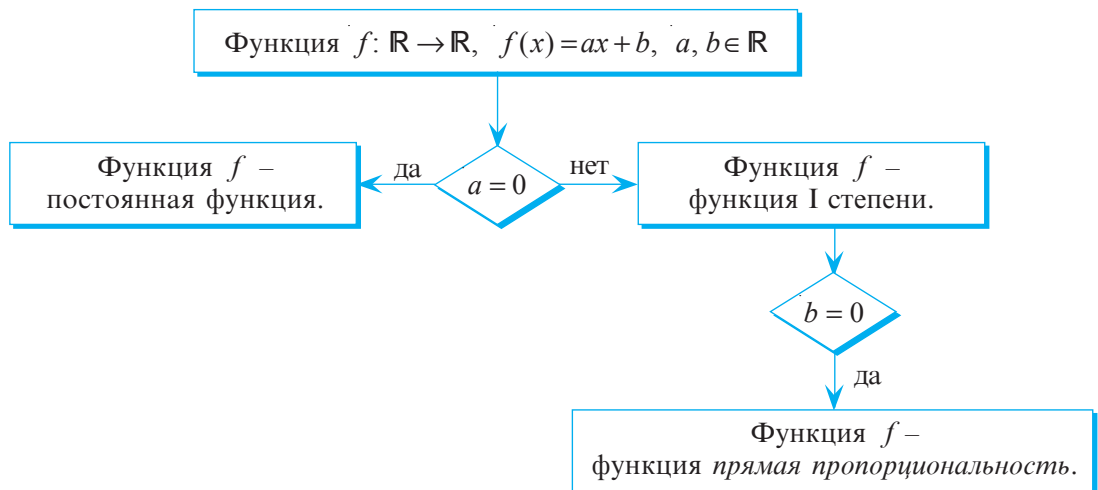 Функция f: ℝ → ℝ, f(x) = ax + b, a, b ∈ ℝ
Функция f –
постоянная функция.
да
a = 0
нет
Функция f –
функция I степени.
b = 0
да
Функция f –
функция прямая пропорциональность.